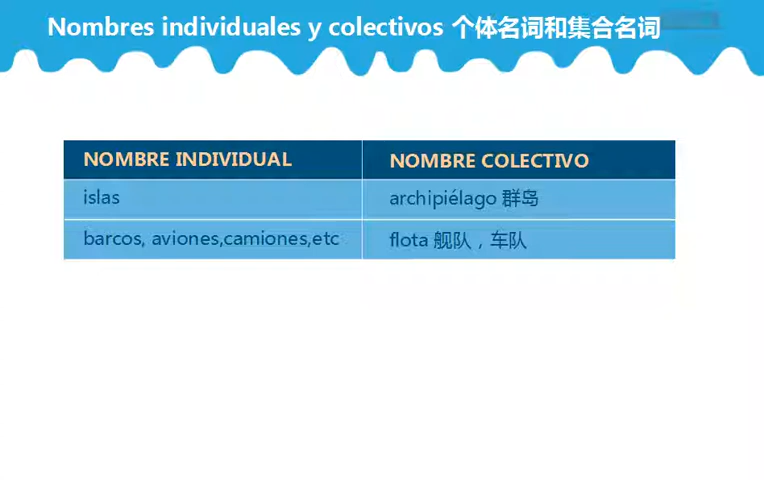 Nombres individuales y colectivos 个体名词和集合名词
NOMBRE INDIVIDUAL NOMBRE COLECTIVO
islas archipiélago 群岛
barcos, aviones,camiones,etc flota 舰队，车队